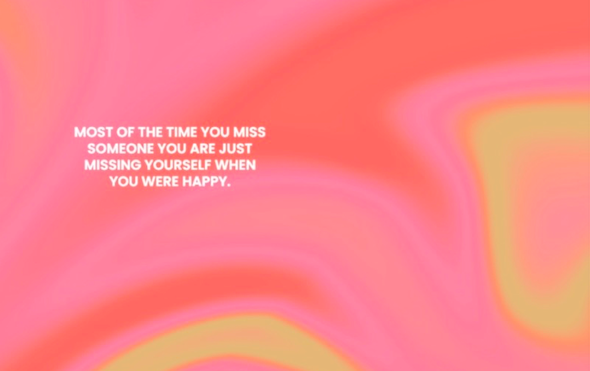 MOST OF THE TIME YOU MISS
SOMEONE YOU ARE JUST
MISSING YOURSELF WHEN
YOU WERE HAPPY.